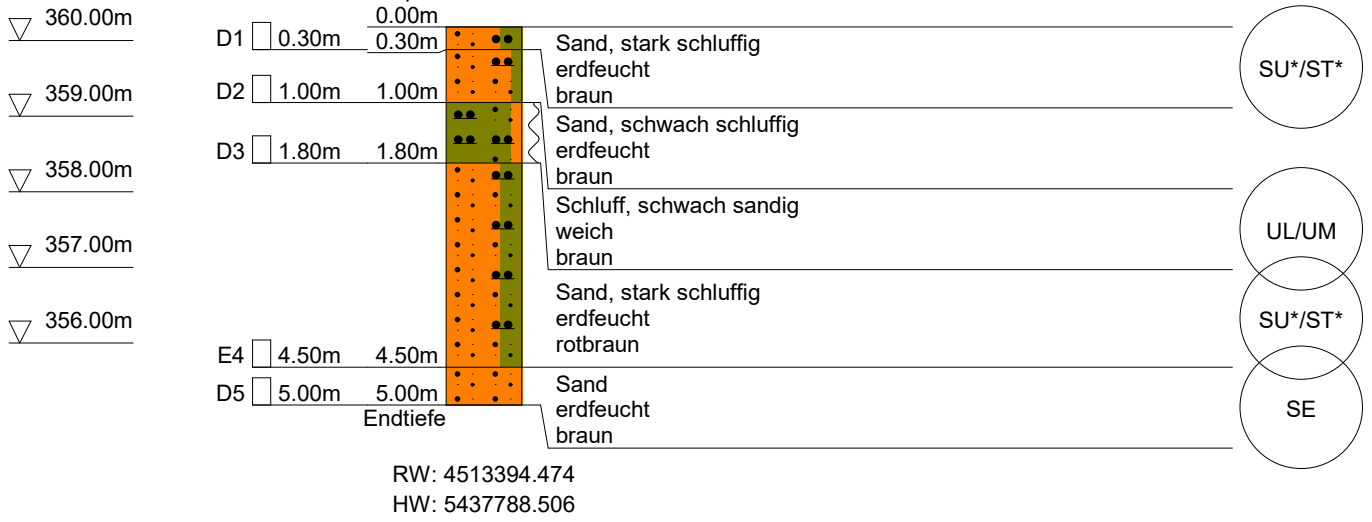 360.00m
0.00m
D1 0.30m 0.30m
Sand, stark schluffig
erdfeucht
braun
SU*/ST*
359.00m
D2 1.00m 1.00m
Sand, schwach schluffig
erdfeucht
braun
D3 1.80m 1.80m
358.00m
Schluff, schwach sandig
weich
braun
UL/UM
357.00m
Sand, stark schluffig
erdfeucht
rotbraun
SU*/ST*
356.00m
E4 4.50m 4.50m
D5 5.00m 5.00m
Endtiefe
Sand
erdfeucht
braun
SE
RW: 4513394.474
HW: 5437788.506